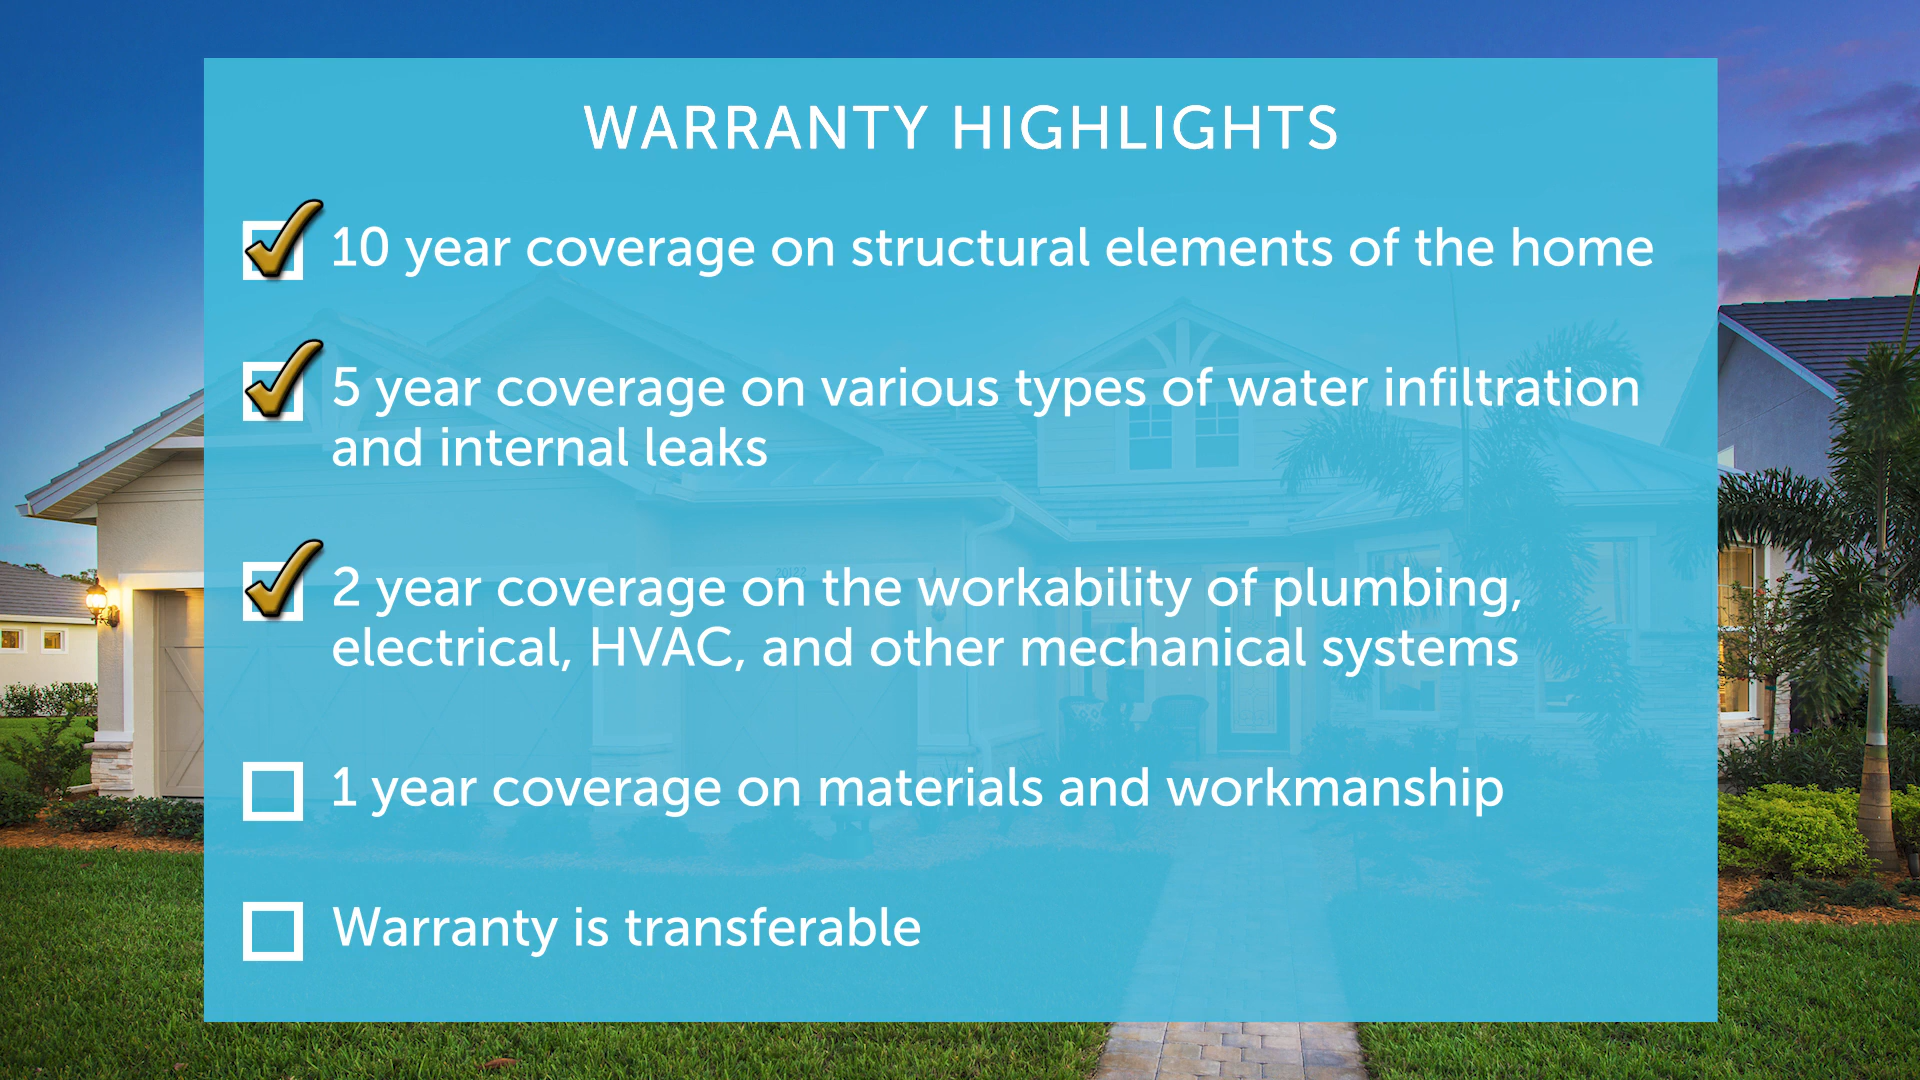 WARRANTY HIGHLIGHTS
10 year coverage on structural elements of the home
5 year coverage on various types of water infiltration
and internal leaks
2 year coverage on the workability of plumbing,
electrical, HVAC, and other mechanical systems
1 year coverage on materials and workmanship
Warranty is transferable